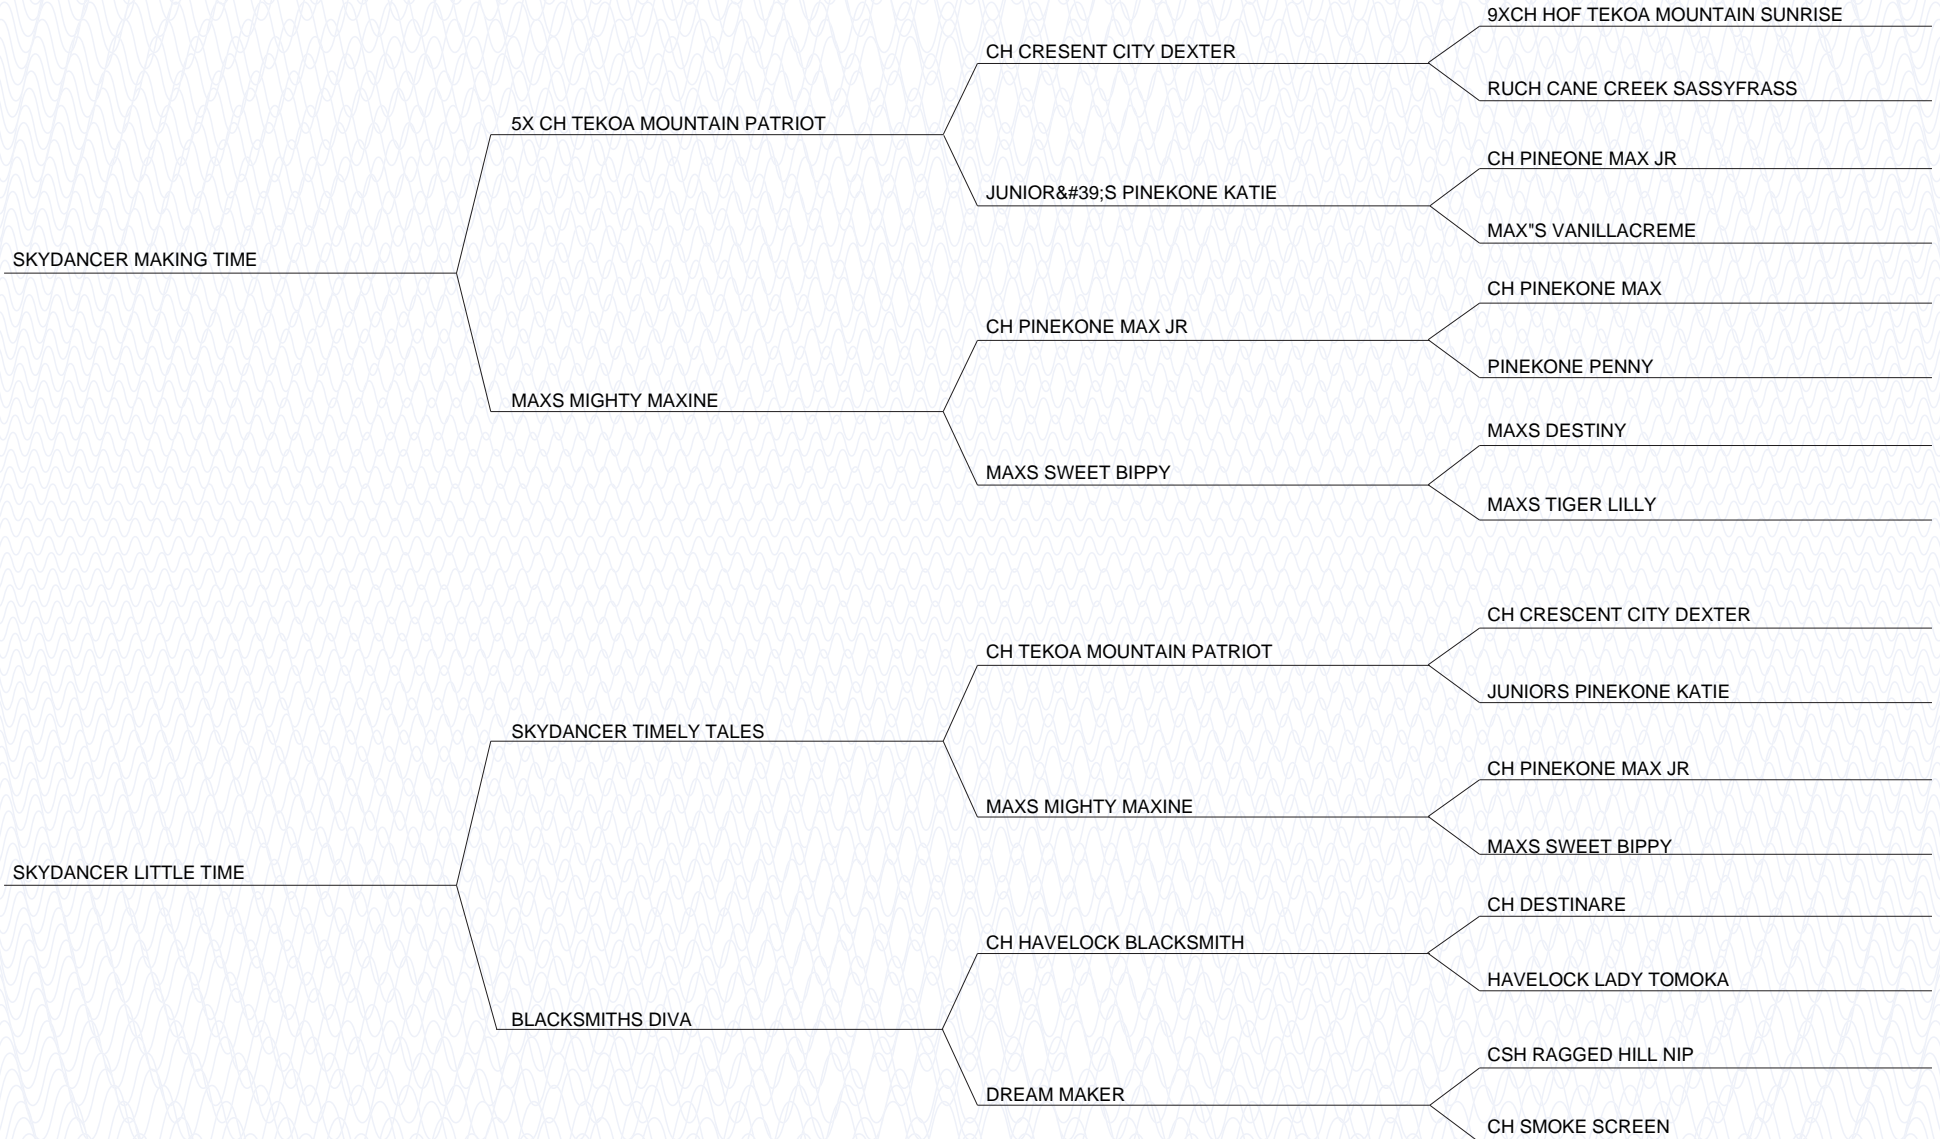 9XCH HOF TEKOA MOUNTAIN SUNRISE
CH CRESENT CITY DEXTER
RUCH CANE CREEK SASSYFRASS
5X CH TEKOA MOUNTAIN PATRIOT
CH PINEONE MAX JR
JUNIOR&#39;S PINEKONE KATIE
MAX"S VANILLACREME
SKYDANCER MAKING TIME
CH PINEKONE MAX
CH PINEKONE MAX JR
PINEKONE PENNY
MAXS MIGHTY MAXINE
MAXS DESTINY
MAXS SWEET BIPPY
MAXS TIGER LILLY
CH CRESCENT CITY DEXTER
CH TEKOA MOUNTAIN PATRIOT
JUNIORS PINEKONE KATIE
SKYDANCER TIMELY TALES
CH PINEKONE MAX JR
MAXS MIGHTY MAXINE
MAXS SWEET BIPPY
SKYDANCER LITTLE TIME
CH DESTINARE
CH HAVELOCK BLACKSMITH
HAVELOCK LADY TOMOKA
BLACKSMITHS DIVA
CSH RAGGED HILL NIP
DREAM MAKER
CH SMOKE SCREEN